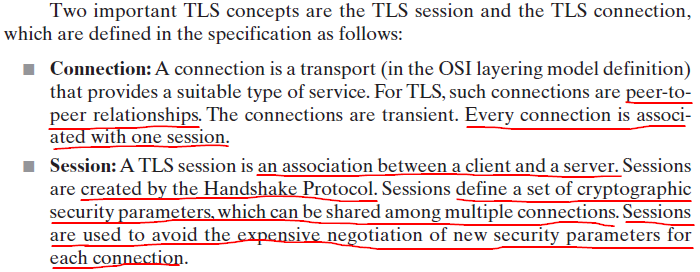 Two important TLS concepts are the TLS session and the TLS connection,
which are defined in the specification as follows:
■ Connection: A connection is a transport (in the OSI layering model definition)
that provides a suitable type of service. For TLS, such connections are peer-to-
peer relationships. The connections are transient. Every connection is associ-
ated with one session.
■ Session: A TLS session is an association between a client and a server. Sessions
are created by the Handshake Protocol. Sessions define a set of cryptographic
security parameters, which can be shared among multiple connections. Sessions
are used to avoid the expensive negotiation of new security parameters for
each connection.